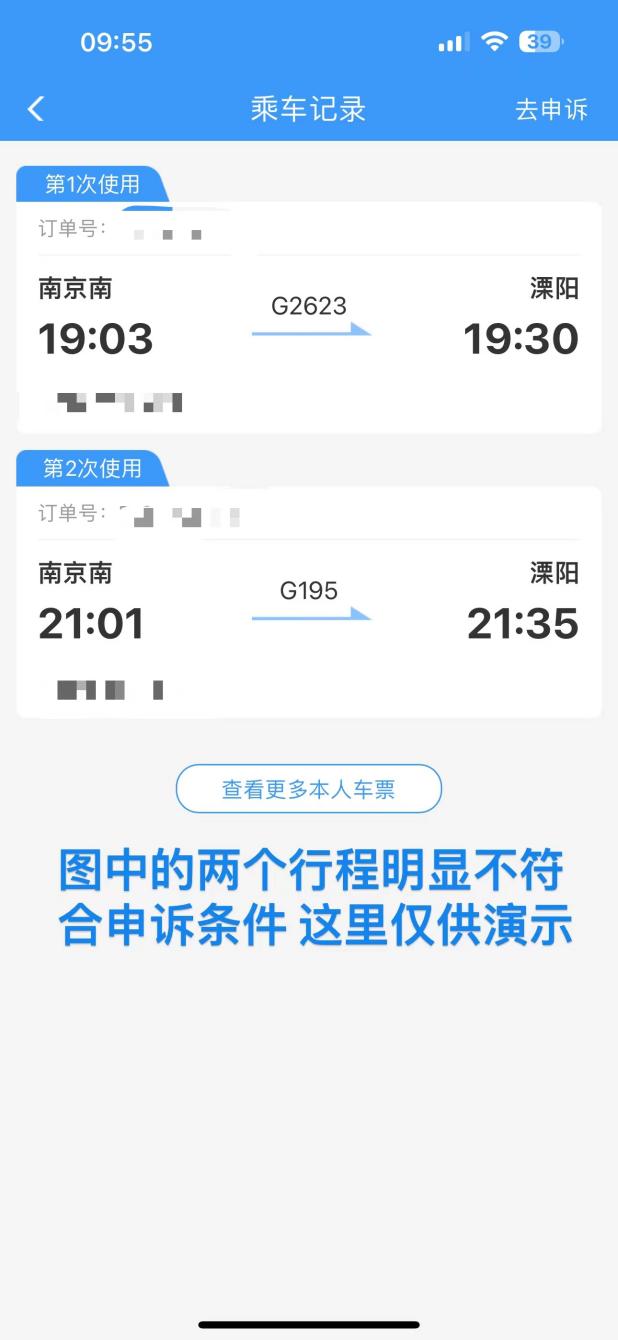 09:55
39
乘车记录
去申诉
第1次使用
订单号：
南京南
G2623
溧阳
19:03
19:30
第2次使用
订单号：
南京南
G195
溧阳
21:01
21:35
查看更多本人车票
图中的两个行程明显不符
合申诉条件 这里仅供演示